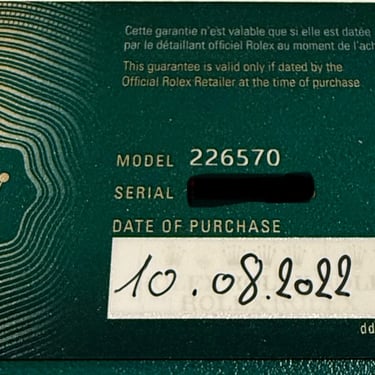 Cette garantie n'est valable que si elle est datée
par le détaillant officiel Rolex au moment de l'ach
This guarantee is valid only if dated by the
Official Rolex Retailer at the time of purchase
MODEL 226570
SERIAL
DATE OF PURCHASE
10.08.2022
dd